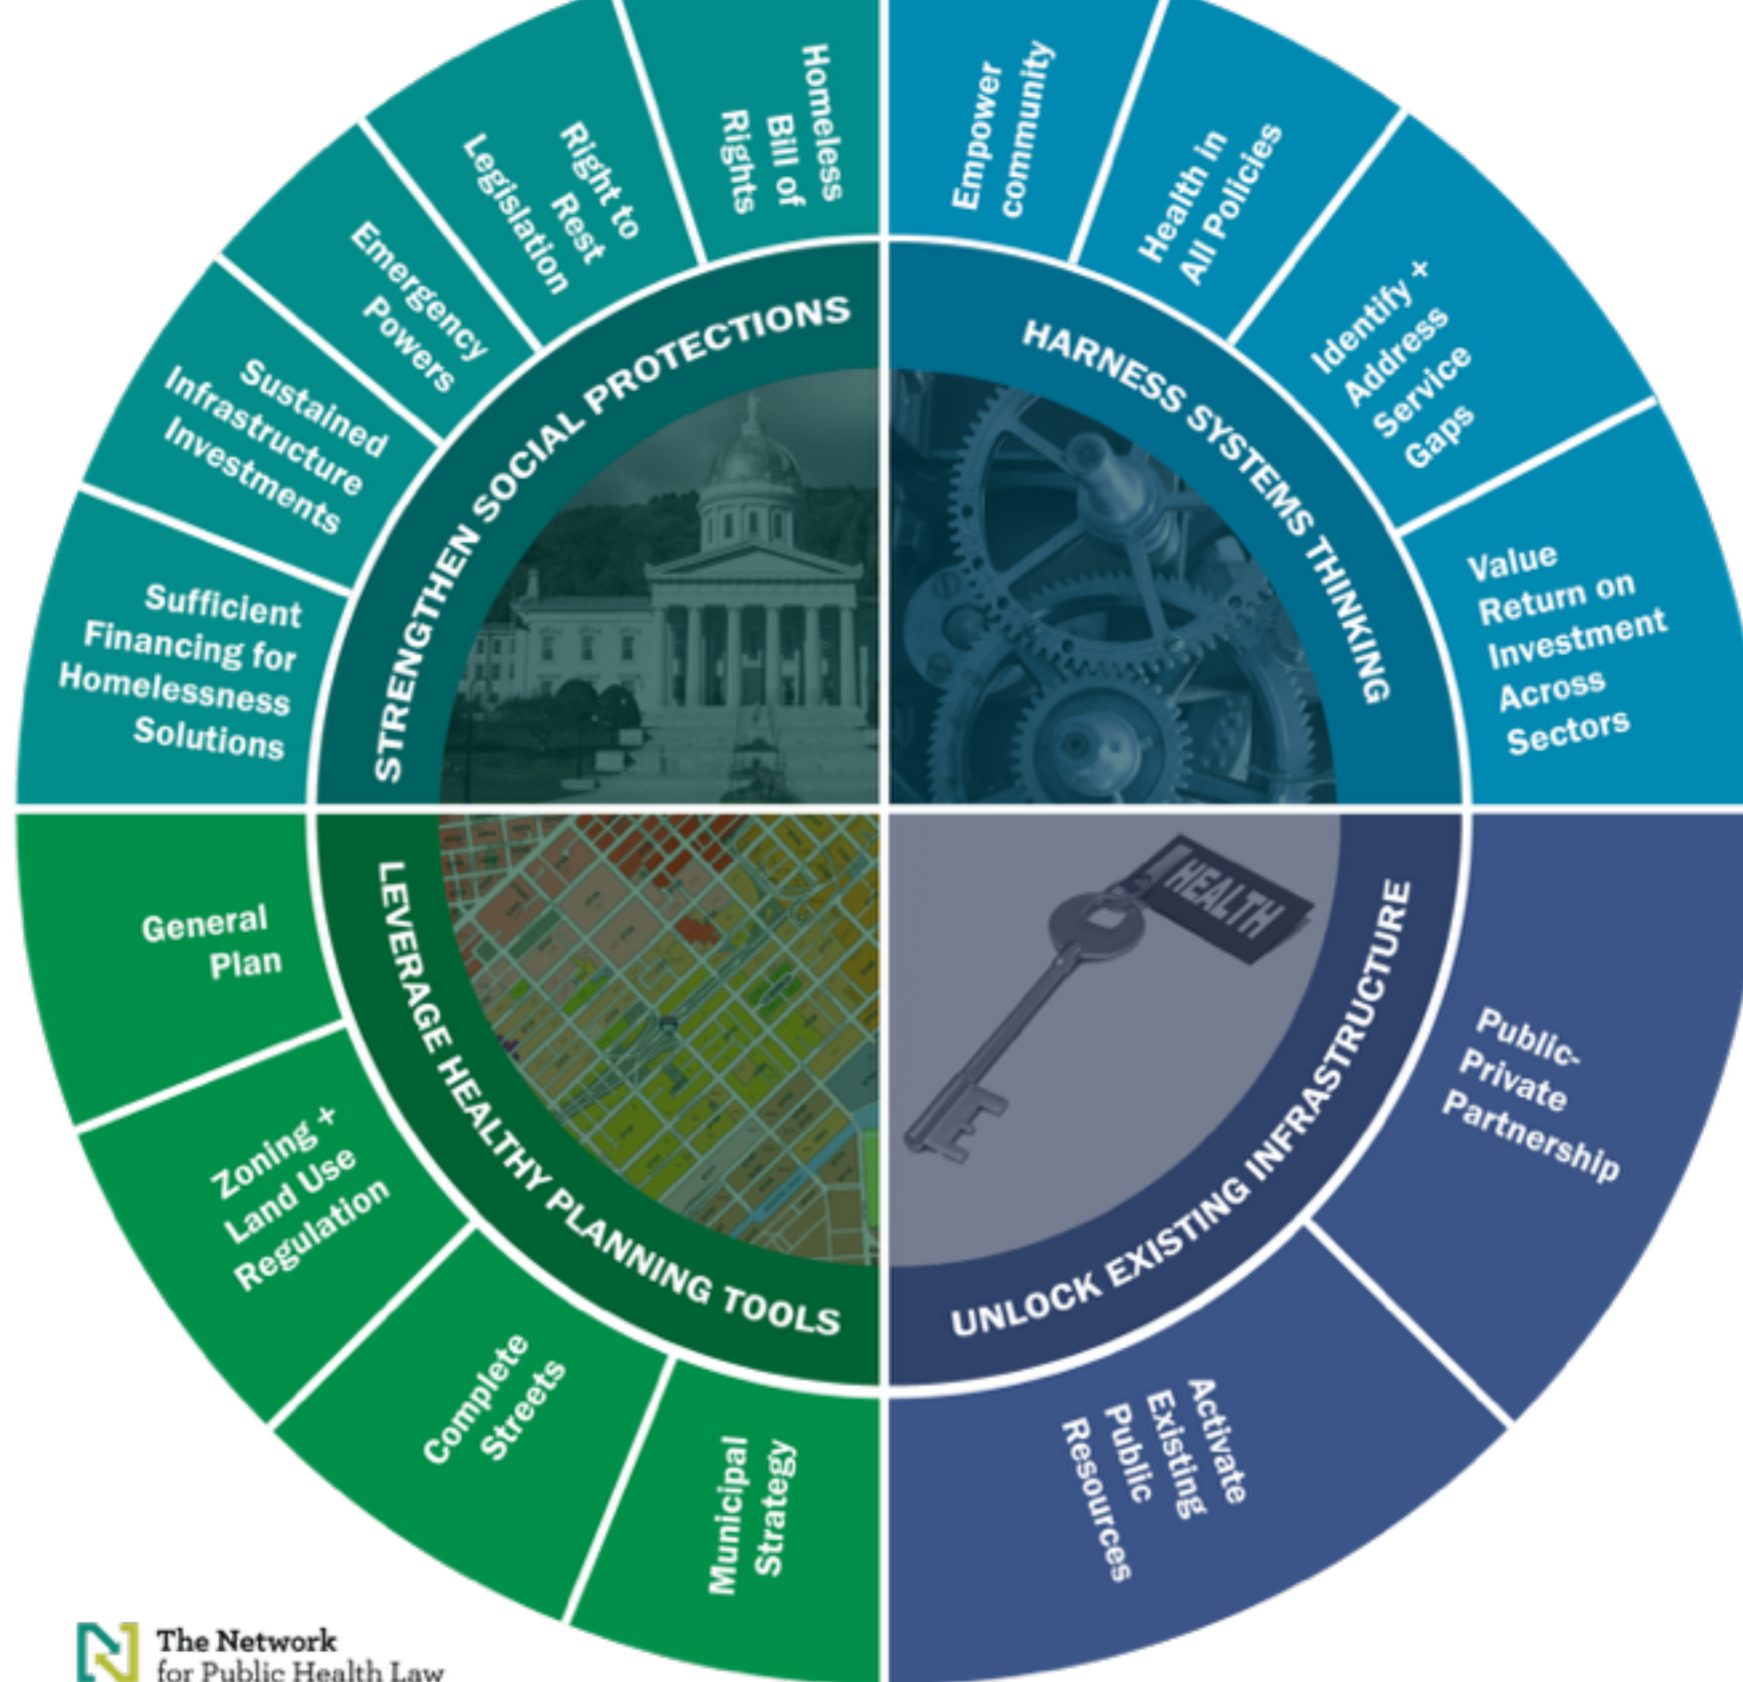 STRENGTHEN SOCIAL PROTECTIONS
Sufficient
Financing for
Homelessness
Solutions
Sustained
Infrastructure
Investments
Emergency
Powers
Right to
Rest
Legislation
Homeless
Bill of
Rights
HARNESS SYSTEMS THINKING
Empower
community
Health in
All Policies
Identify +
Address
Service
Gaps
Value
Return on
Investment
Across
Sectors
UNLOCK EXISTING INFRASTRUCTURE
HEALTH
Public-
Private
Partnership
Activate
Existing
Public
Resources
LEVERAGE HEALTHY PLANNING TOOLS
General
Plan
Zoning +
Land Use
Regulation
Complete
Streets
Municipal
Strategy
The Network
for Public Health Law